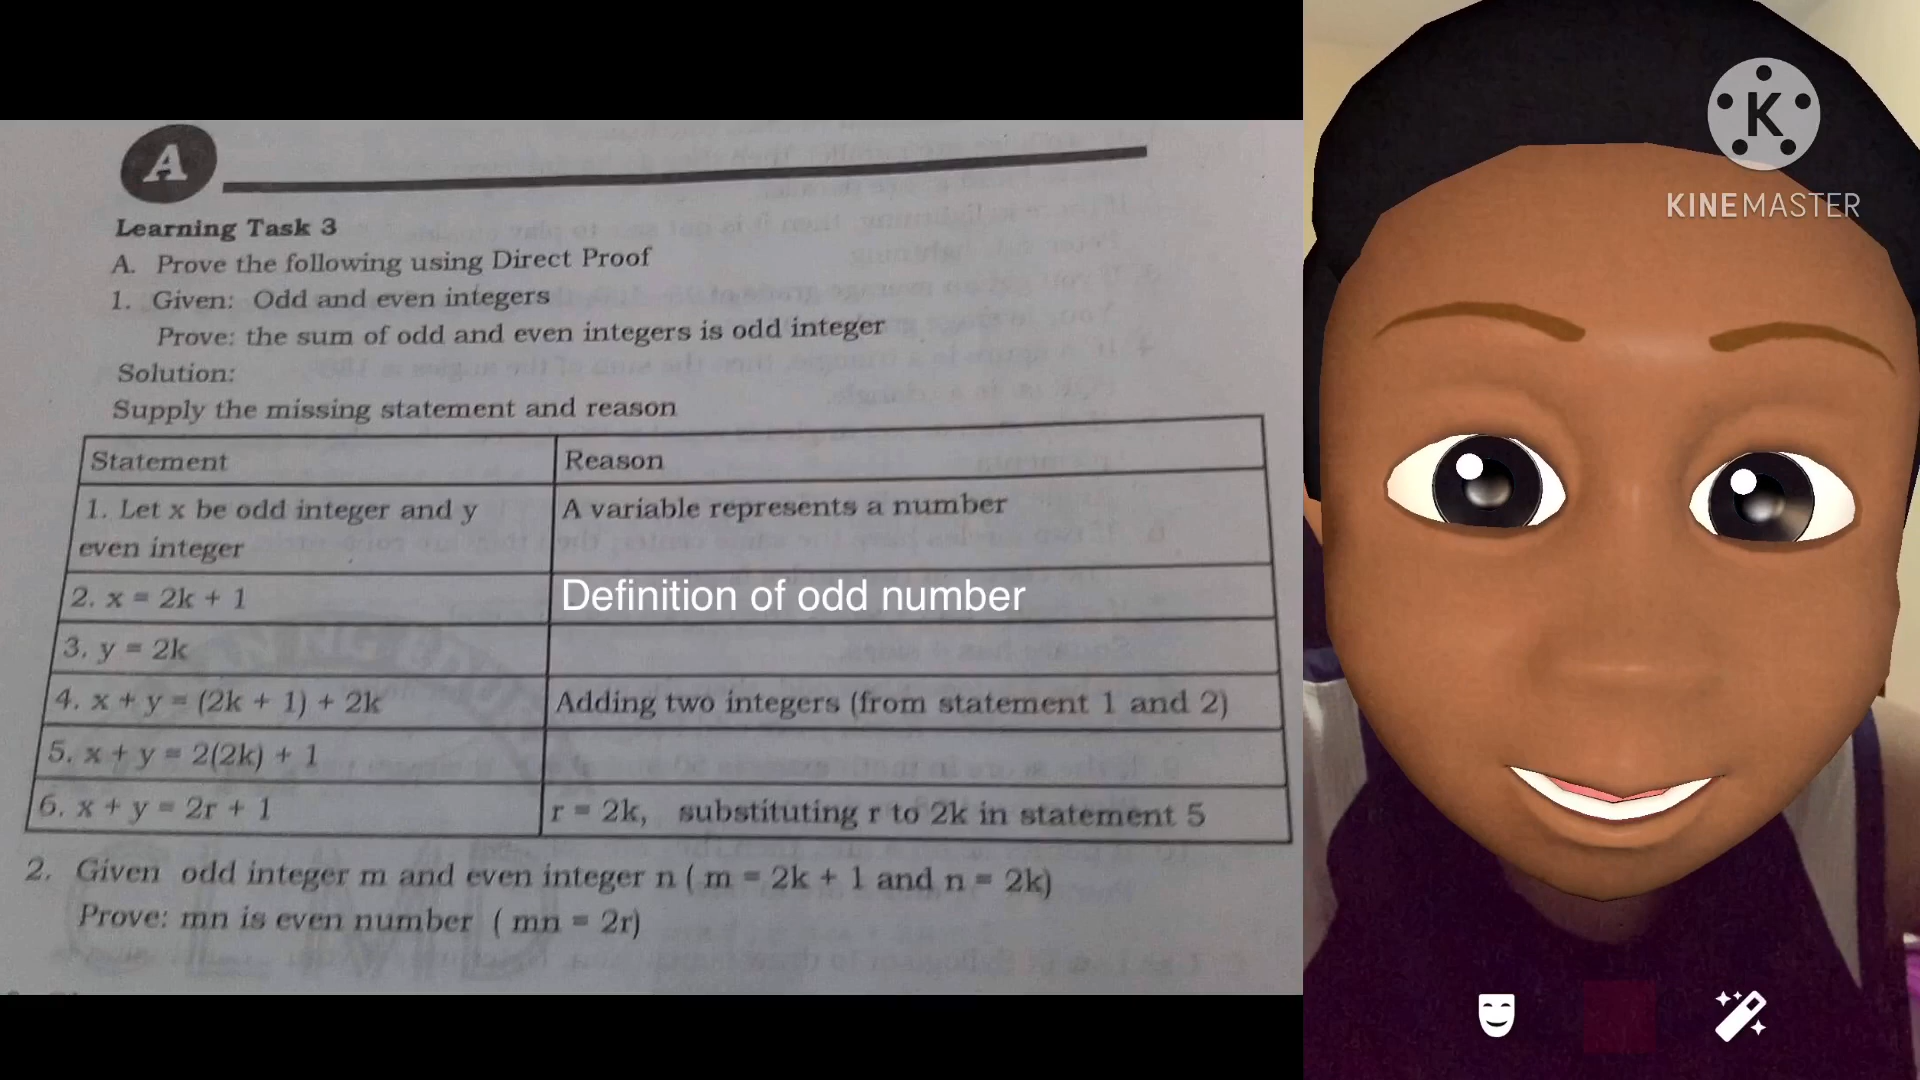 A
Learning Task 3
A. Prove the following using Direct Proof
1. Given: Odd and even integers
Prove: the sum of odd and even integers is odd integer
Solution:
Supply the missing statement and reason
Statement Reason
1. Let x be odd integer and y A variable represents a number
even integer
2. x = 2k + 1 Definition of odd number
3. y = 2k
4. x + y = (2k + 1) + 2k Adding two integers (from statement 1 and 2)
5. x + y = 2(2k) + 1
6. x + y = 2r + 1 r = 2k, substituting r to 2k in statement 5
2. Given odd integer m and even integer n ( m = 2k + 1 and n = 2k)
Prove: mn is even number ( mn = 2r)
K
KINEMASTER